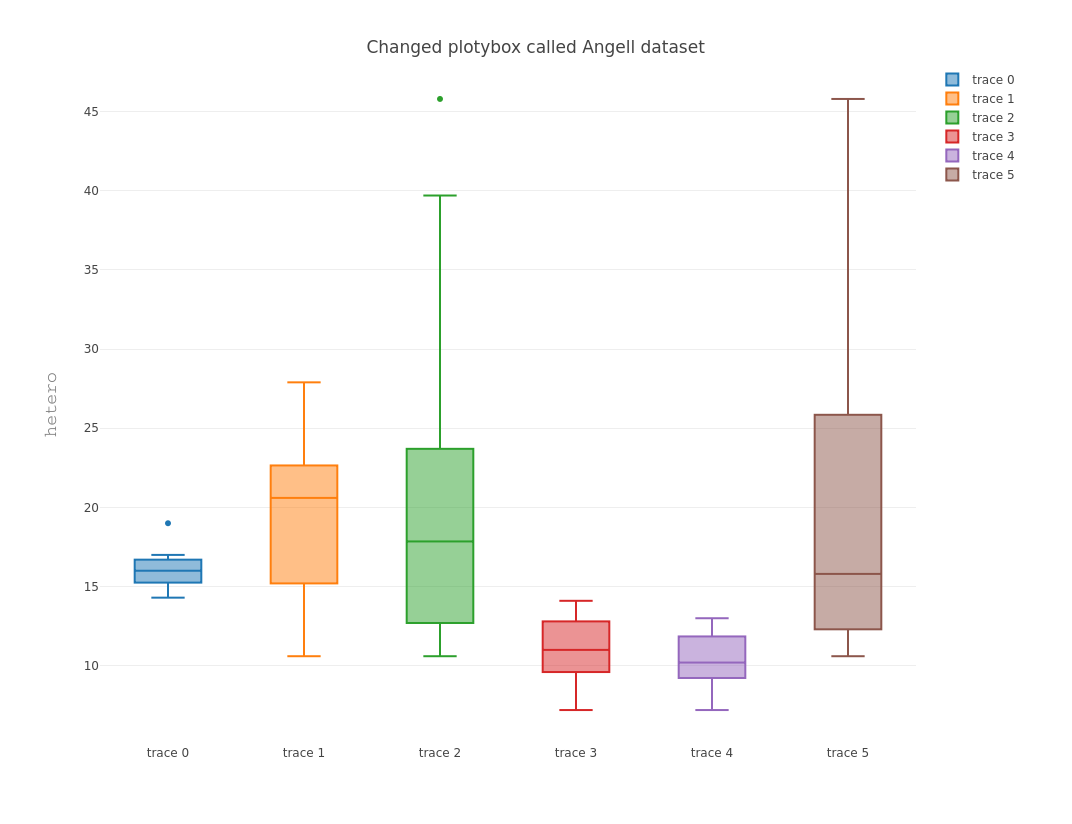 Changed plotybox called Angell dataset
trace 0
trace 1
trace 2
trace 3
trace 4
trace 5
hetero
45
40
35
30
25
20
15
10
trace 0 trace 1 trace 2 trace 3 trace 4 trace 5